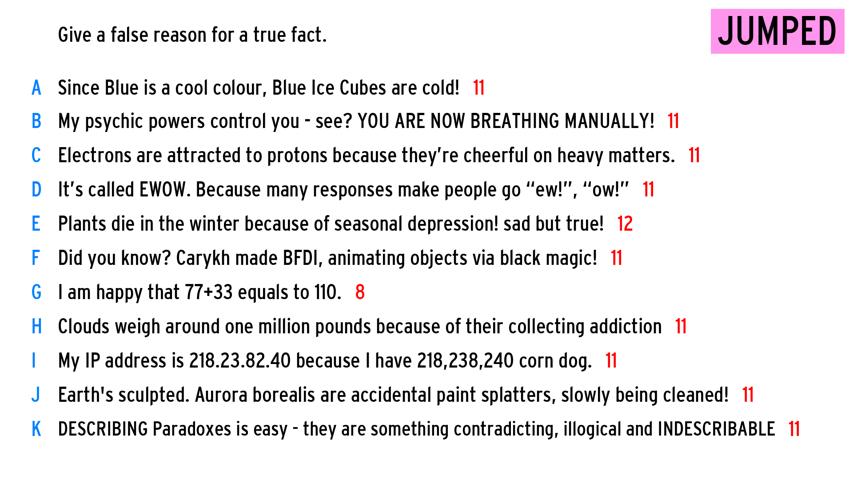 Give a false reason for a true fact.
JUMPED
A Since Blue is a cool colour, Blue Ice Cubes are cold! 11
B My psychic powers control you - see? YOU ARE NOW BREATHING MANUALLY! 11
C Electrons are attracted to protons because they’re cheerful on heavy matters. 11
D It’s called EWOW. Because many responses make people go “ew!”, “ow!” 11
E Plants die in the winter because of seasonal depression! sad but true! 12
F Did you know? Carykh made BFDI, animating objects via black magic! 11
G I am happy that 77+33 equals to 110. 8
H Clouds weigh around one million pounds because of their collecting addiction 11
I My IP address is 218.23.82.40 because I have 218,238,240 corn dog. 11
J Earth's sculpted. Aurora borealis are accidental paint splatters, slowly being cleaned! 11
K DESCRIBING Paradoxes is easy - they are something contradicting, illogical and INDESCRIBABLE 11